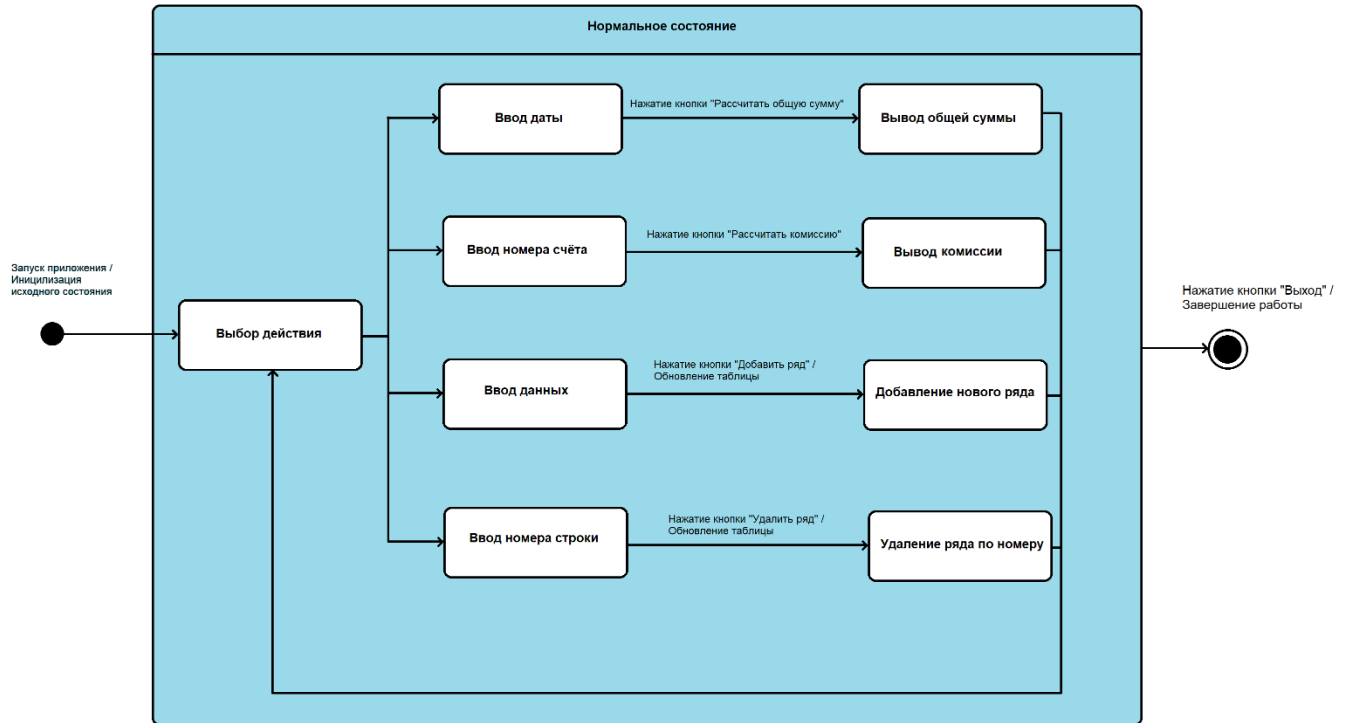 Нормальное состояние
Ввод даты
Нажатие кнопки "Рассчитать общую сумму"
Вывод общей суммы
Ввод номера счёта
Нажатие кнопки "Рассчитать комиссию"
Вывод комиссии
Запуск приложения /
Иницилизация
исходного состояния
Выбор действия
Нажатие кнопки "Выход" /
Завершение работы
Ввод данных
Нажатие кнопки "Добавить ряд" /
Обновление таблицы
Добавление нового ряда
Ввод номера строки
Нажатие кнопки "Удалить ряд" /
Обновление таблицы
Удаление ряда по номеру